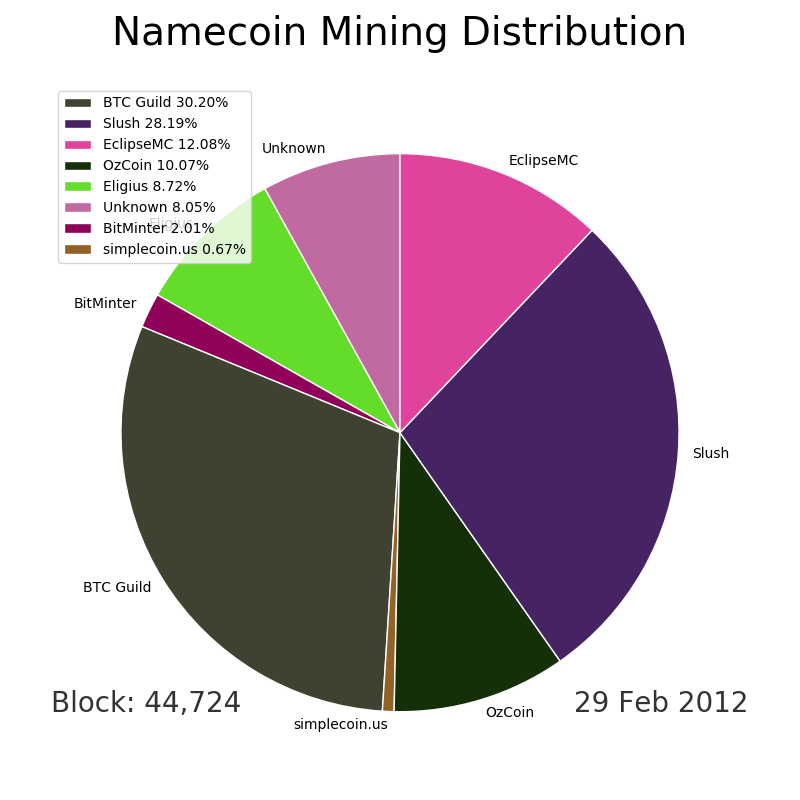 Namecoin Mining Distribution
BTC Guild 30.20%
Slush 28.19%
EclipseMC 12.08%
OzCoin 10.07%
Eligius 8.72%
Unknown 8.05%
BitMinter 2.01%
simplecoin.us 0.67%
Unknown
EclipseMC
Eligius
BitMinter
Slush
BTC Guild
Block: 44,724
29 Feb 2012
OzCoin
simplecoin.us